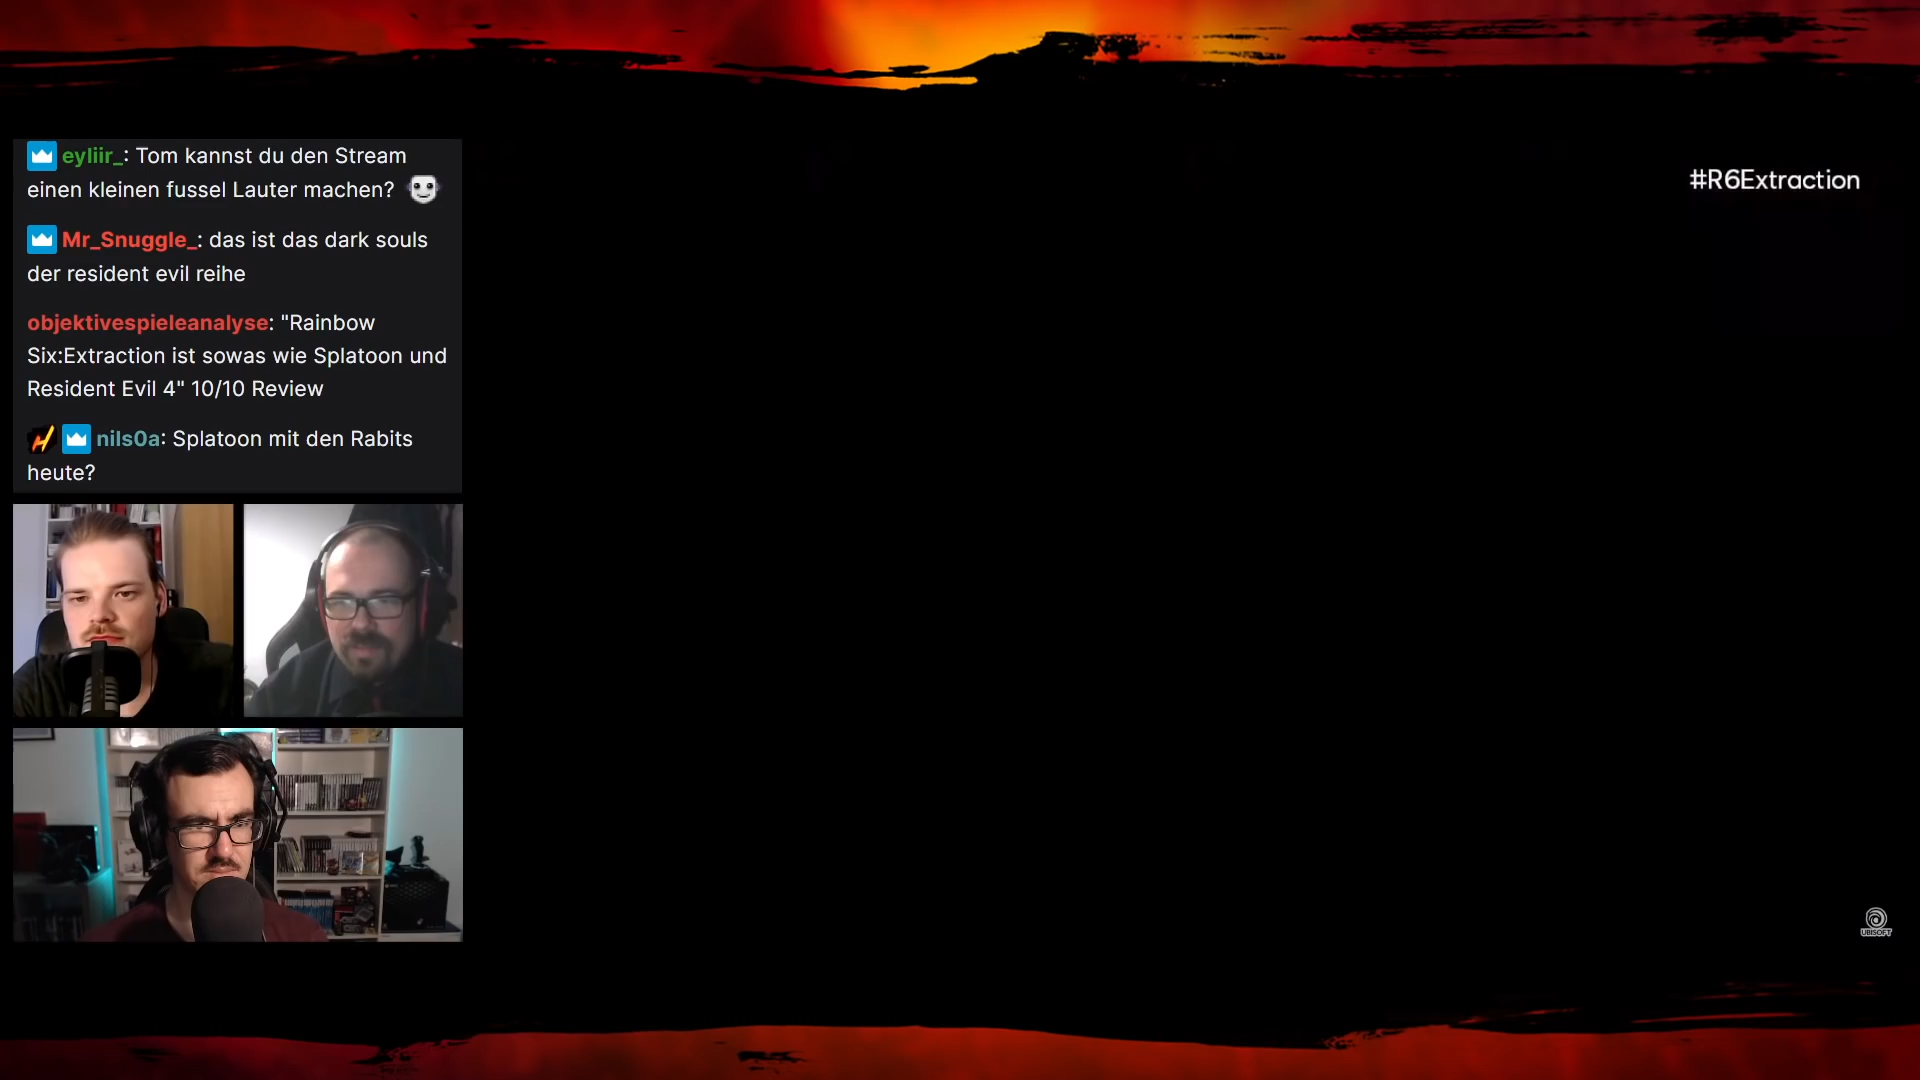 eyliir_: Tom kannst du den Stream
einen kleinen fussel Lauter machen?
Mr_Snuggle_: das ist das dark souls
der resident evil reihe
objektivespieleanalyse: "Rainbow
Six:Extraction ist sowas wie Splatoon und
Resident Evil 4" 10/10 Review
nils0a: Splatoon mit den Rabits
heute?
#R6Extraction
UBISOFT